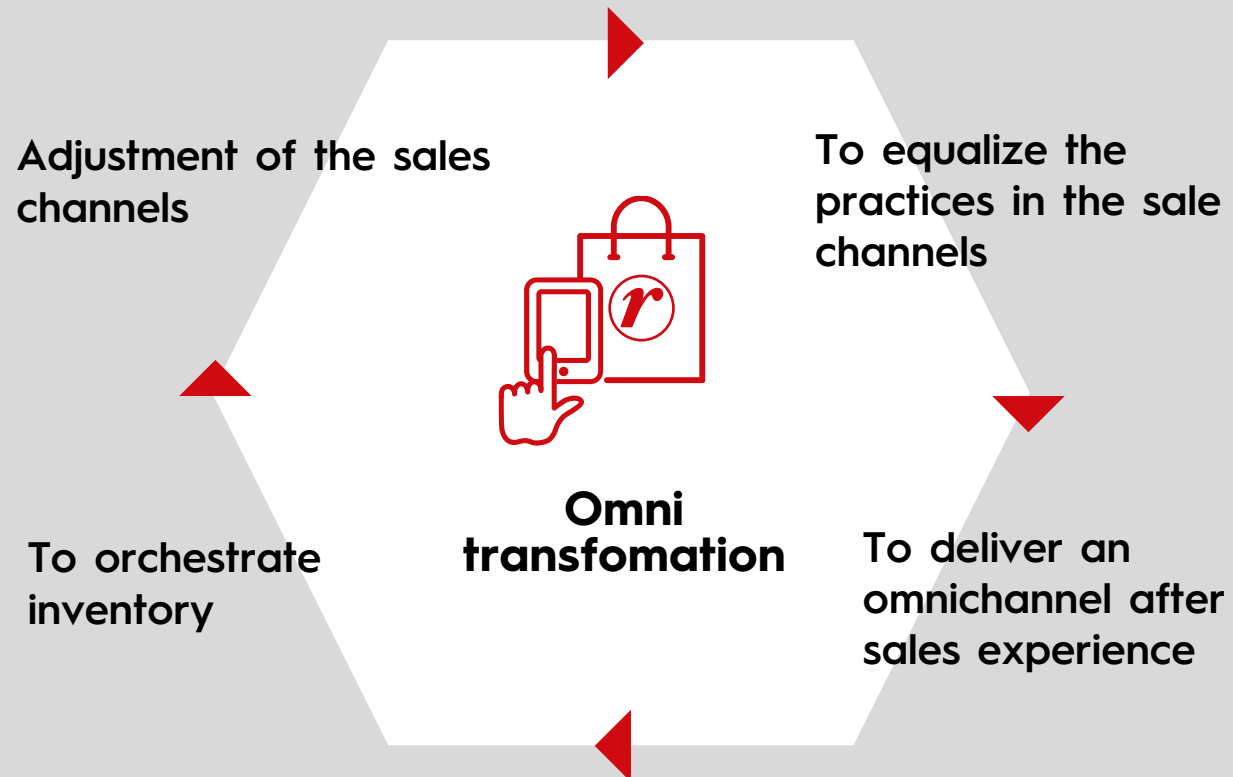 Adjustment of the sales
channels
To equalize the
practices in the sale
channels
r
Omni
transfomation
To orchestrate
inventory
To deliver an
omnichannel after
sales experience